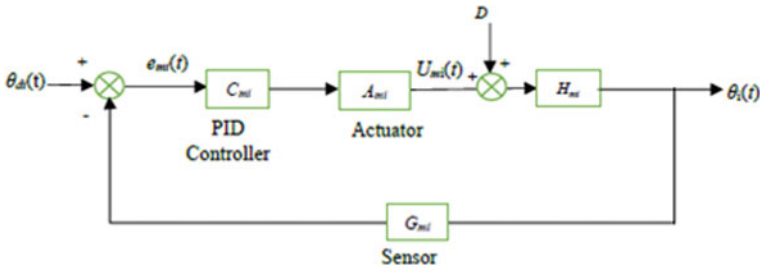 D
+
+
θdi(t)
emi(t)
Cmi
Ami
Umi(t)
+
Hmi
θi(t)
-
PID
Controller
Actuator
Gmi
Sensor